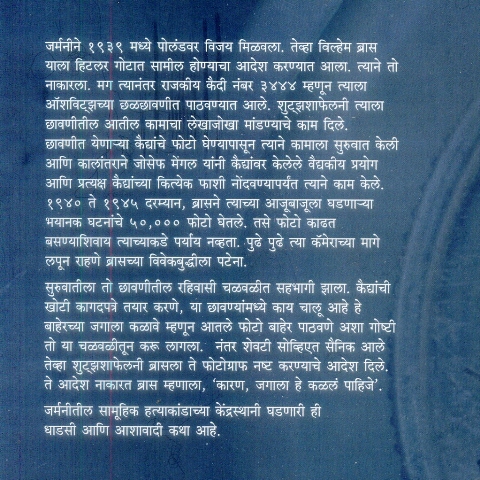 जर्मनीने १९३९ मध्ये पोलंडवर विजय मिळवला. तेव्हा विल्हेम ब्रास
याला हिटलर गोटात सामील होण्याचा आदेश करण्यात आला. त्याने तो
नाकारला. मग त्यानंतर राजकीय कैदी नंबर ३४४४ म्हणून त्याला
ऑशविट्झच्या छळछावणीत पाठवण्यात आले. शुट्झशाफेलनी त्याला
छावणीतील आतील कामाचा लेखाजोखा मांडण्याचे काम दिले.
छावणीत येणाऱ्या कैद्यांचे फोटो घेण्यापासून त्याने कामाला सुरुवात केली
आणि कालांतराने जोसेफ मेंगल यांनी कैद्यांवर केलेले वैद्यकीय प्रयोग
आणि प्रत्यक्ष कैद्यांच्या कित्येक फाशी नोंदवण्यापर्यंत त्याने काम केले.
१९४० ते १९४५ दरम्यान, ब्रासने त्याच्या आजूबाजूला घडणाऱ्या
भयानक घटनांचे ५०,००० फोटो घेतले. तसे फोटो काढत
बसण्याशिवाय त्याच्याकडे पर्याय नव्हता. पुढे पुढे त्या कॅमेराच्या मागे
लपून राहणे ब्रासच्या विवेकबुद्धीला पटेना.
सुरुवातीला तो छावणीतील रहिवासी चळवळीत सहभागी झाला. कैद्यांची
खोटी कागदपत्रे तयार करणे, या छावण्यांमध्ये काय चालू आहे हे
बाहेरच्या जगाला कळावे म्हणून आतले फोटो बाहेर पाठवणे अशा गोष्टी
तो या चळवळीतून करू लागला. नंतर शेवटी सोव्हिएत सैनिक आले
तेव्हा शुट्झशाफेलनी ब्रासला ते फोटोग्राफ नष्ट करण्याचे आदेश दिले.
ते आदेश नाकारत ब्रास म्हणाला, 'कारण, जगाला हे कळलं पाहिजे'.
जर्मनीतील सामूहिक हत्याकांडाच्या केंद्रस्थानी घडणारी ही
धाडसी आणि आशावादी कथा आहे.